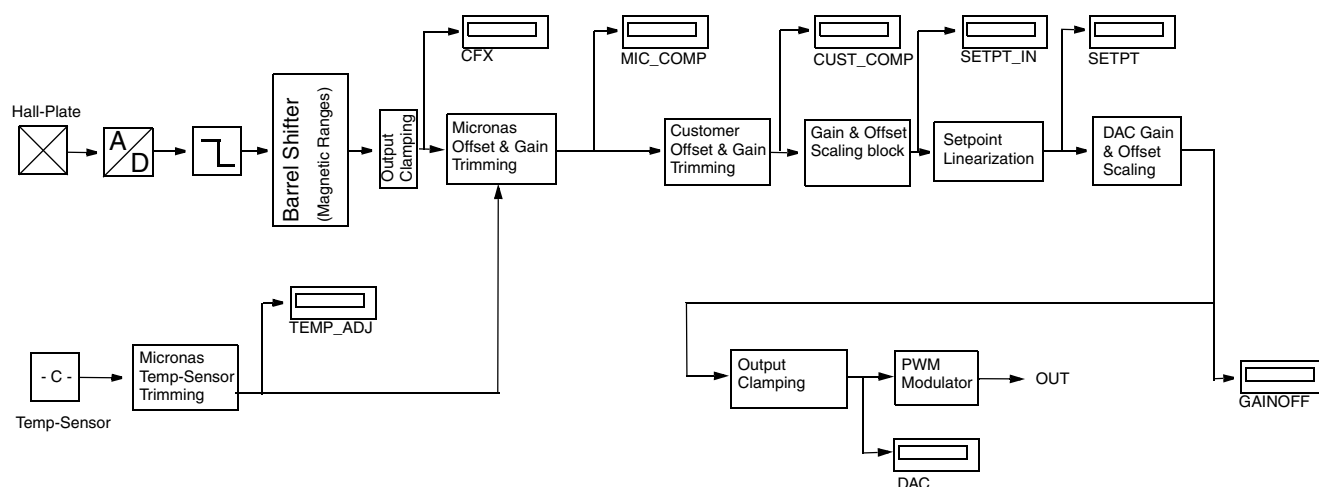 CFX
MIC_COMP
CUST_COMP
SETPT_IN
SETPT
Hall-Plate
A
D
Barrel Shifter
(Magnetic Ranges)
Output
Clamping
Micronas
Offset & Gain
Trimming
Customer
Offset & Gain
Trimming
Gain & Offset
Scaling block
Setpoint
Linearization
DAC Gain
& Offset
Scaling
TEMP_ADJ
- C -
Temp-Sensor
Micronas
Temp-Sensor
Trimming
Output
Clamping
PWM
Modulator
OUT
GAINOFF
DAC